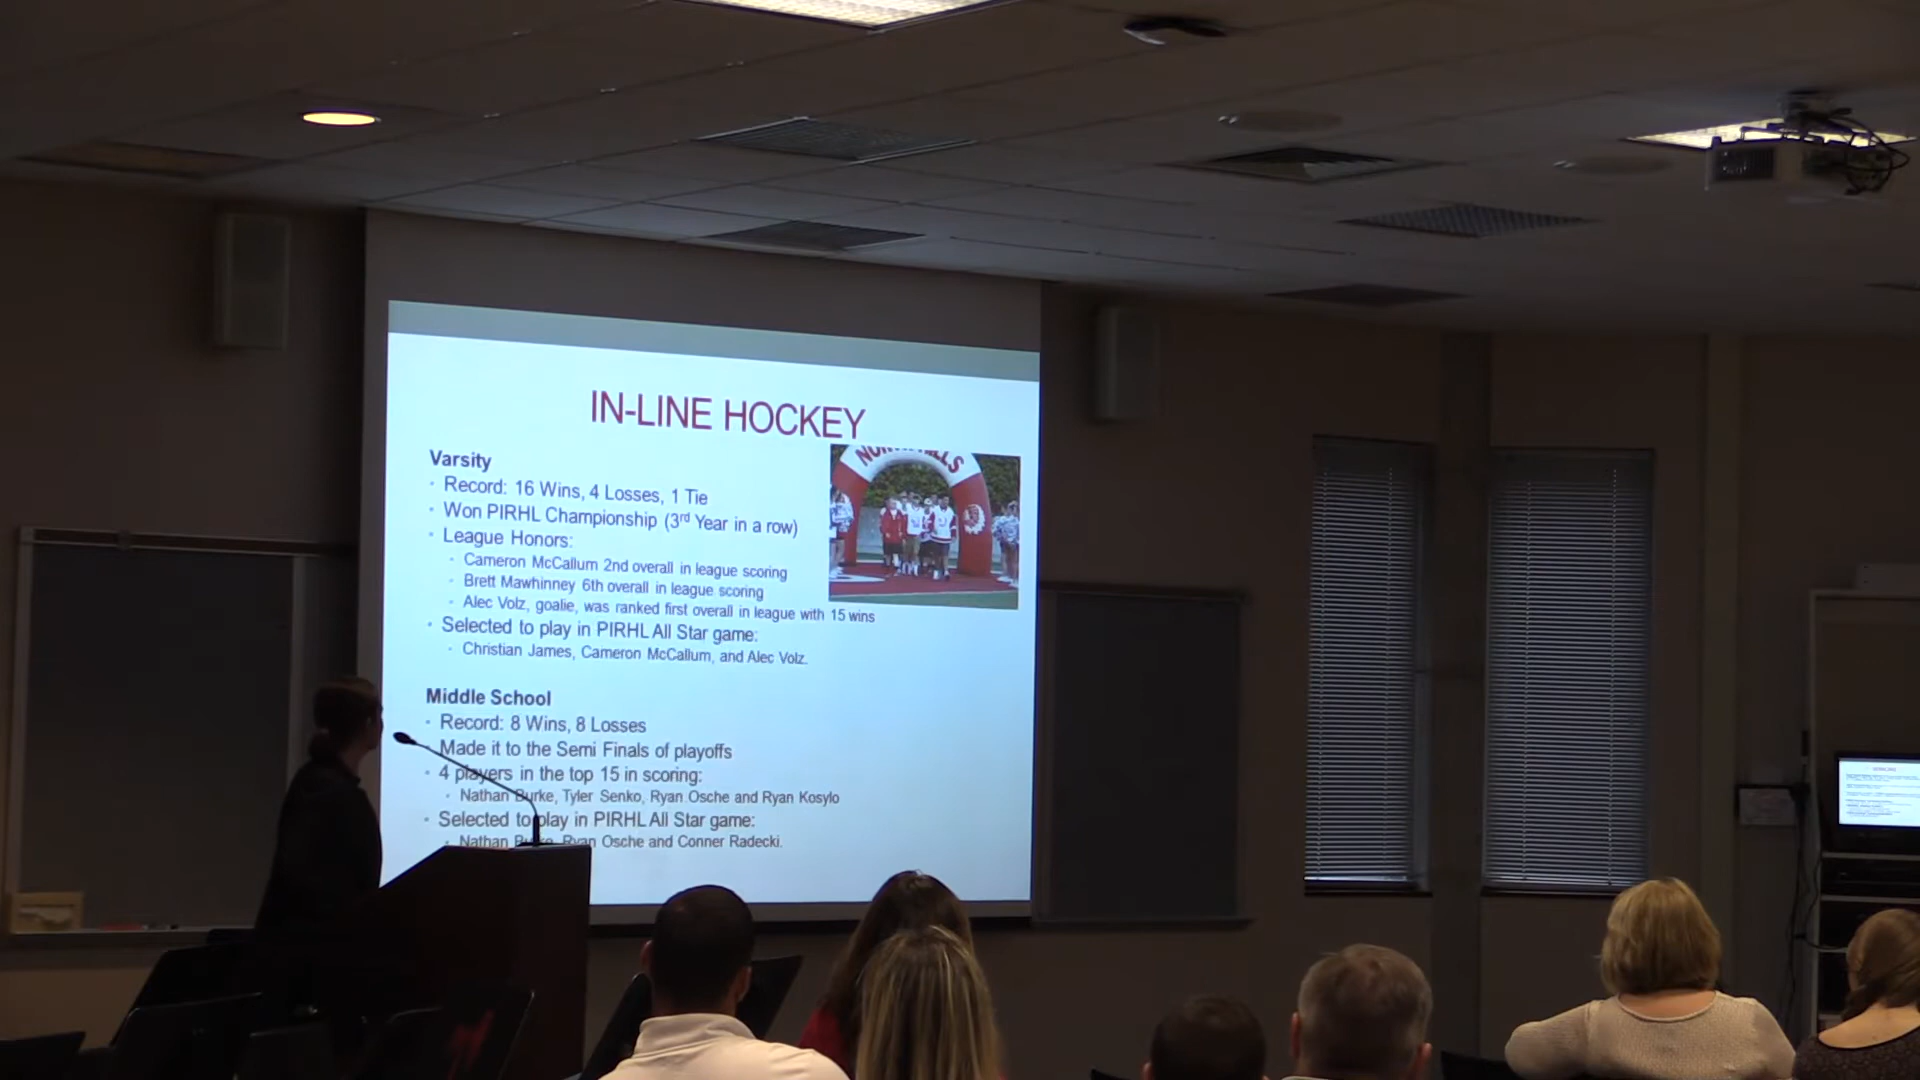 IN-LINE HOCKEY
Varsity
Record: 16 Wins, 4 Losses, 1 Tie
Won PIRHL Championship (3rd Year in a row)
League Honors:
Cameron McCallum 2nd overall in league scoring
Brett Mawhinney 6th overall in league scoring
Alec Volz, goalie, was ranked first overall in league with 15 wins
Selected to play in PIRHL All Star game:
Christian James, Cameron McCallum, and Alec Volz.
Middle School
Record: 8 Wins, 8 Losses
Made it to the Semi Finals of playoffs
4 players in the top 15 in scoring:
Nathan Burke, Tyler Senko, Ryan Osche and Ryan Kosylo
Selected to play in PIRHL All Star game:
Nathan Burke, Ryan Osche and Conner Radecki.